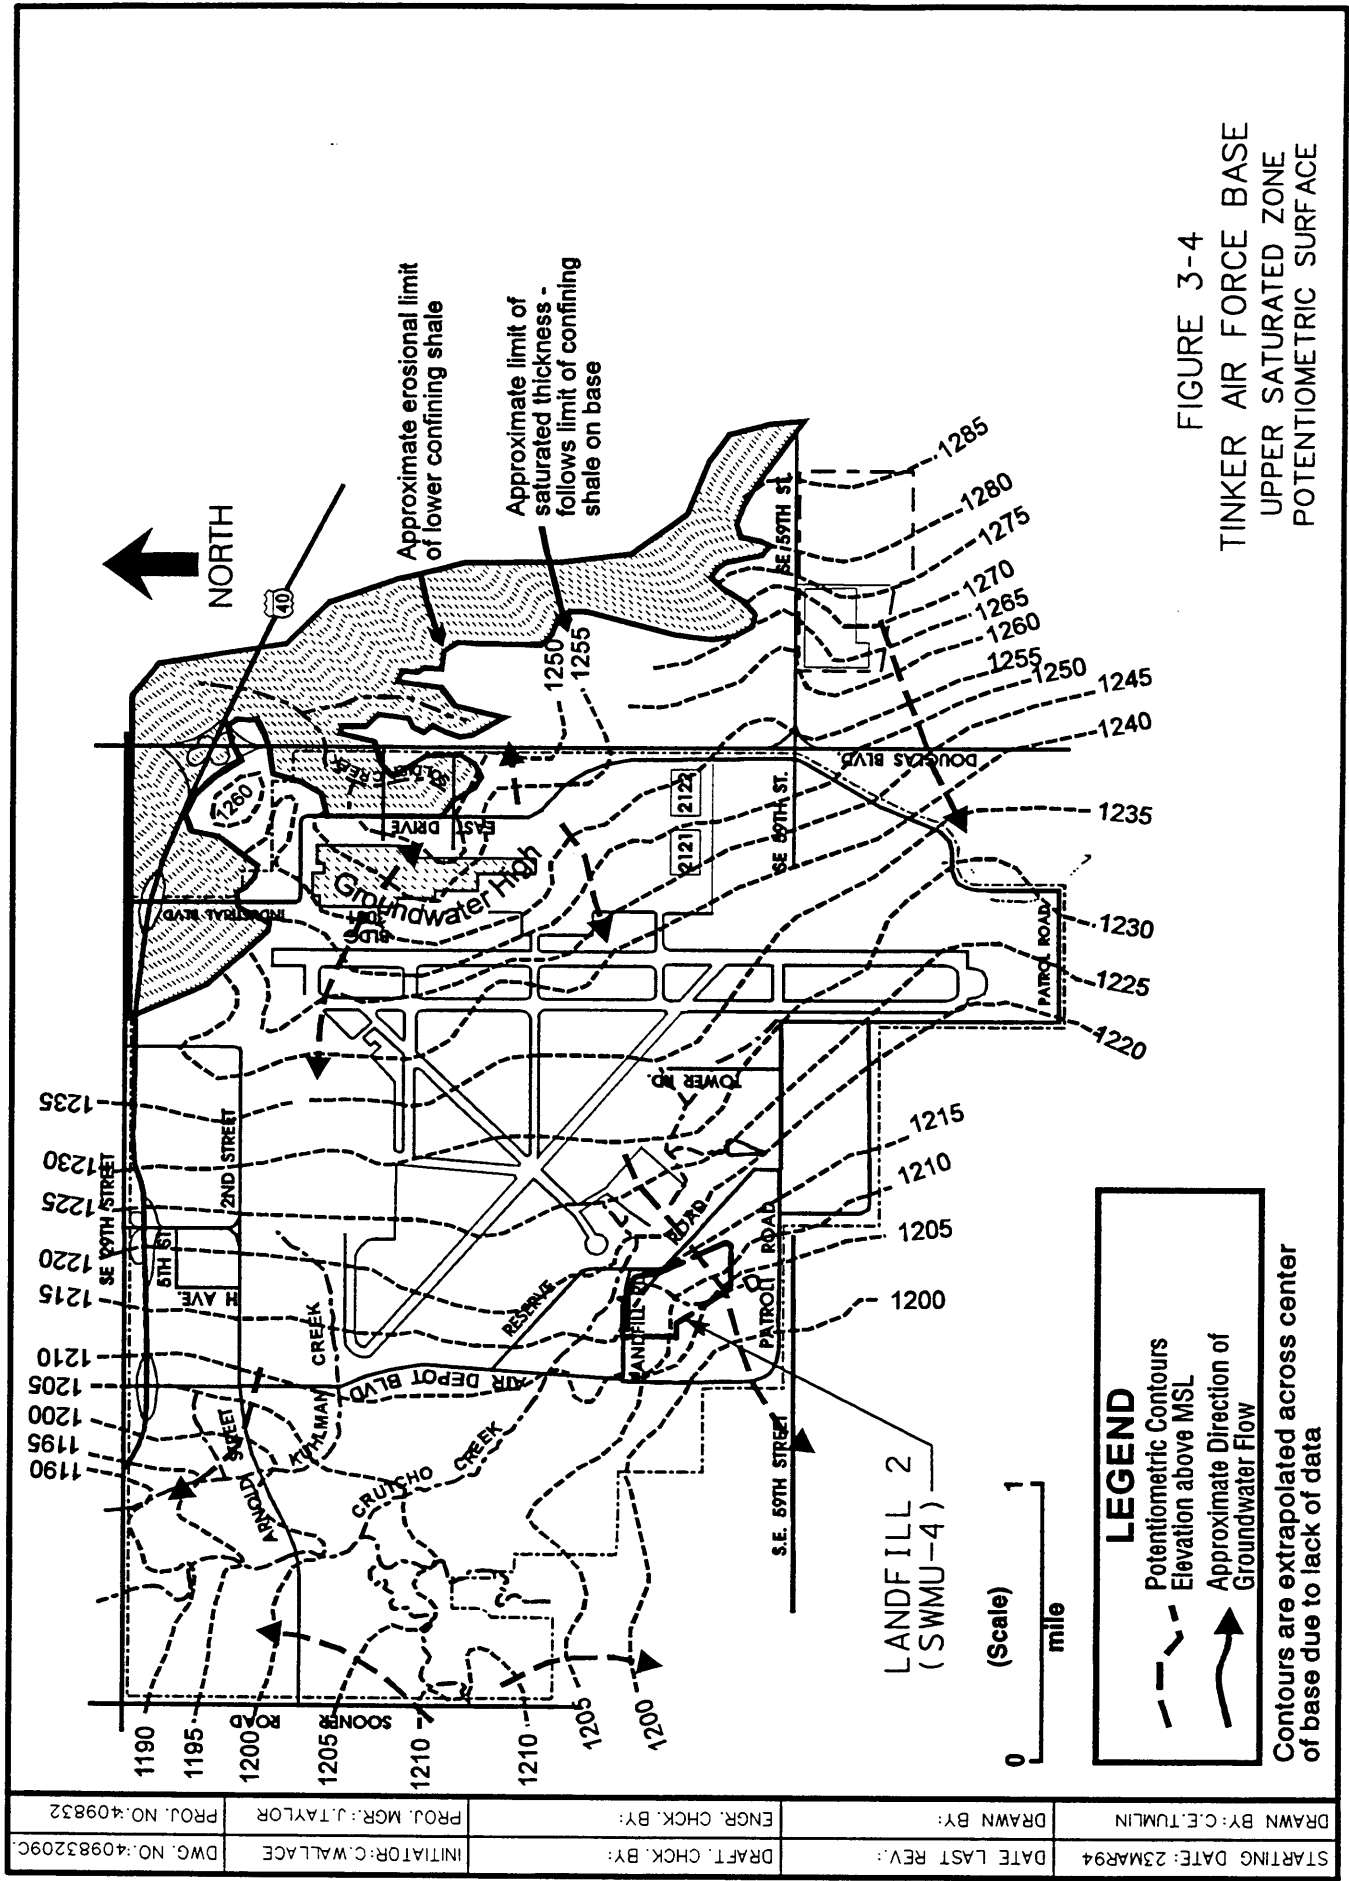 STARTING DATE: 23MAR94
DATE LAST REV.:
DRAFT. CHCK. BY:
INITIATOR: C.WALLACE
DWG. NO.: 409832O9C.
DRAWN BY: C.E.TUMLIN
DRAWN BY:
ENGR. CHCK. BY:
PROJ. MGR.: J.TAYLOR
PROJ. NO.: 409832
NORTH
40
Approximate erosional limit
of lower confining shale
Approximate limit of
saturated thickness -
follows limit of confining
shale on base
1190
1195
1200
1205
1210
1210
1205
1200
SOONER
ROAD
1190
1195
1200
1205
1210
1215
1220
1225
1230
1235
SE 29TH STREET
5TH ST
H AVE.
2ND STREET
ARNOLD
STREET
KUHLMAN
CREEK
CRUTCHO CREEK
AIR DEPOT BLVD
RESERVE
ROAD
LANDFILL RD
PATROL ROAD
TOWER RD.
S.E. 59TH STREET
INDUSTRIAL BLVD
1260
BLDG
3001
Groundwater High
EAST DRIVE
SOLDIER CREEK
1250
1255
2121
2122
SE 59TH ST.
SE 59TH ST.
DOUGLAS BLVD
PATROL ROAD
1285
1280
1275
1270
1265
1260
1255
1250
1245
1240
1235
1230
1225
1220
1215
1210
1205
1200
LANDFILL 2
(SWMU-4)
(Scale)
0
1
mile
LEGEND
Potentiometric Contours
Elevation above MSL
Approximate Direction of
Groundwater Flow
Contours are extrapolated across center
of base due to lack of data
FIGURE 3-4
TINKER AIR FORCE BASE
UPPER SATURATED ZONE
POTENTIOMETRIC SURFACE